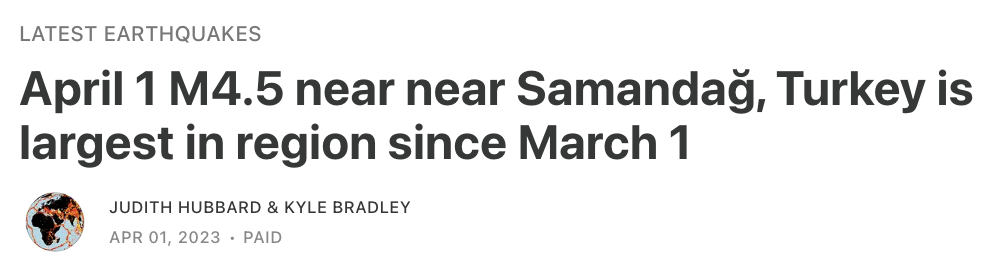 LATEST EARTHQUAKES
April 1 M4.5 near near Samandağ, Turkey is
largest in region since March 1
JUDITH HUBBARD & KYLE BRADLEY
APR 01, 2023 · PAID